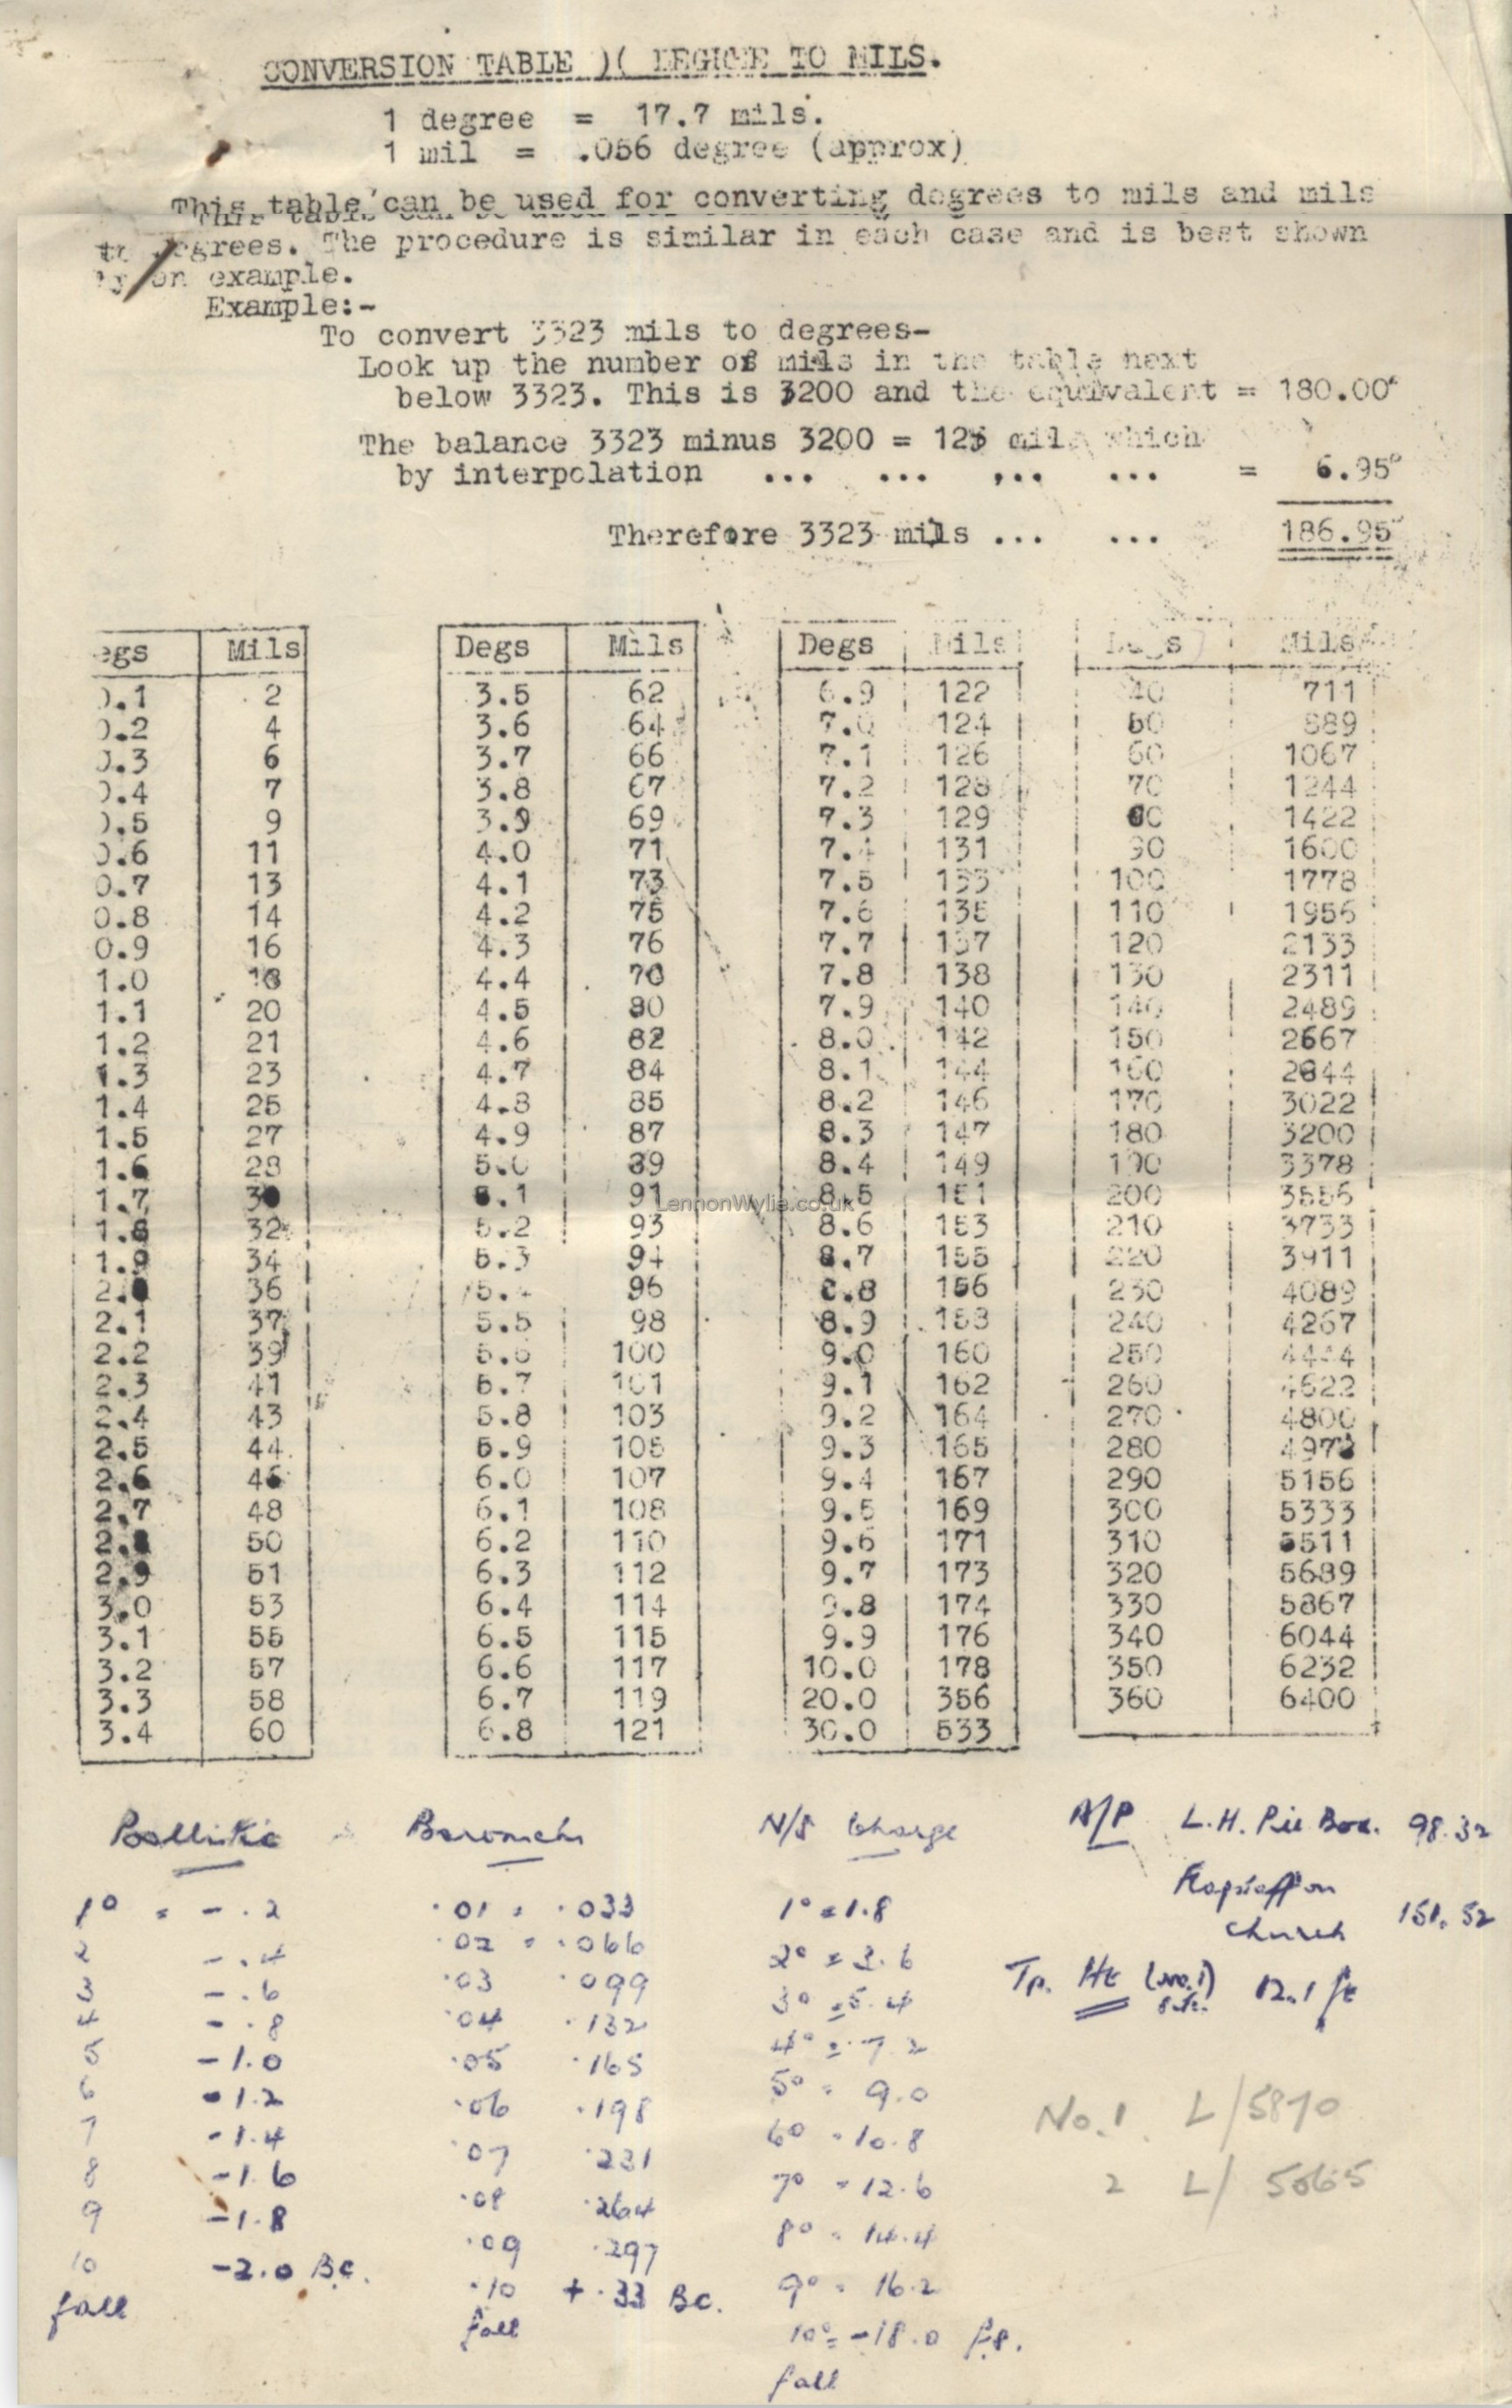 CONVERSION TABLE )( DEGREE TO MILS.
1 degree = 17.7 mils.
1 mil = .056 degree (approx)
This table can be used for converting degrees to mils and mils
to degrees. The procedure is similar in each case and is best shown
by an example.
Example:-
To convert 3323 mils to degrees-
Look up the number of mils in the table next
below 3323. This is 3200 and the equivalent = 180.00°
The balance 3323 minus 3200 = 123 mils which
by interpolation ... ... ... ... = 6.95°
Therefore 3323 mils ... ... 186.95°
egs Mils Degs Mils Degs Mils Degs Mils
0.1 2 3.5 62 6.9 122 40 711
0.2 4 3.6 64 7.0 124 50 889
0.3 6 3.7 66 7.1 126 60 1067
0.4 7 3.8 67 7.2 128 70 1244
0.5 9 3.9 69 7.3 129 80 1422
0.6 11 4.0 71 7.4 131 90 1600
0.7 13 4.1 73 7.5 133 100 1778
0.8 14 4.2 75 7.6 135 110 1956
0.9 16 4.3 76 7.7 137 120 2133
1.0 18 4.4 78 7.8 138 130 2311
1.1 20 4.5 80 7.9 140 140 2489
1.2 21 4.6 82 8.0 142 150 2667
1.3 23 4.7 84 8.1 144 160 2844
1.4 25 4.8 85 8.2 146 170 3022
1.5 27 4.9 87 8.3 147 180 3200
1.6 28 5.0 89 8.4 149 190 3378
1.7 30 5.1 91 8.5 151 200 3556
LennonWylie.co.uk
1.8 32 5.2 93 8.6 153 210 3733
1.9 34 5.3 94 8.7 155 220 3911
2.0 36 5.4 96 8.8 156 230 4089
2.1 37 5.5 98 8.9 158 240 4267
2.2 39 5.6 100 9.0 160 250 4444
2.3 41 5.7 101 9.1 162 260 4622
2.4 43 5.8 103 9.2 164 270 4800
2.5 44 5.9 105 9.3 165 280 4978
2.6 46 6.0 107 9.4 167 290 5156
2.7 48 6.1 108 9.5 169 300 5333
2.8 50 6.2 110 9.6 171 310 5511
2.9 51 6.3 112 9.7 173 320 5689
3.0 53 6.4 114 9.8 174 330 5867
3.1 55 6.5 115 9.9 176 340 6044
3.2 57 6.6 117 10.0 178 350 6232
3.3 58 6.7 119 20.0 356 360 6400
3.4 60 6.8 121 30.0 533
Ballistic
1° = - .2
2 - .4
3 - .6
4 - .8
5 -1.0
6 -1.2
7 -1.4
8 -1.6
9 -1.8
10 -2.0 B.C.
fall
Barometer
.01 = .033
.02 = .066
.03 .099
.04 .132
.05 .165
.06 .198
.07 .231
.08 .264
.09 .297
.10 + .33 BC.
fall
N/S Charge
1° = 1.8
2° = 3.6
3° = 5.4
4° = 7.2
5° = 9.0
6° = 10.8
7° = 12.6
8° = 14.4
9° = 16.2
10° = -18.0 f.s.
fall
A/P L.H. Pill Box. 98.32
Church 151.52
Tp. Ht (No.1) 12.1 ft
No.1 L/5870
2 L/ 5865